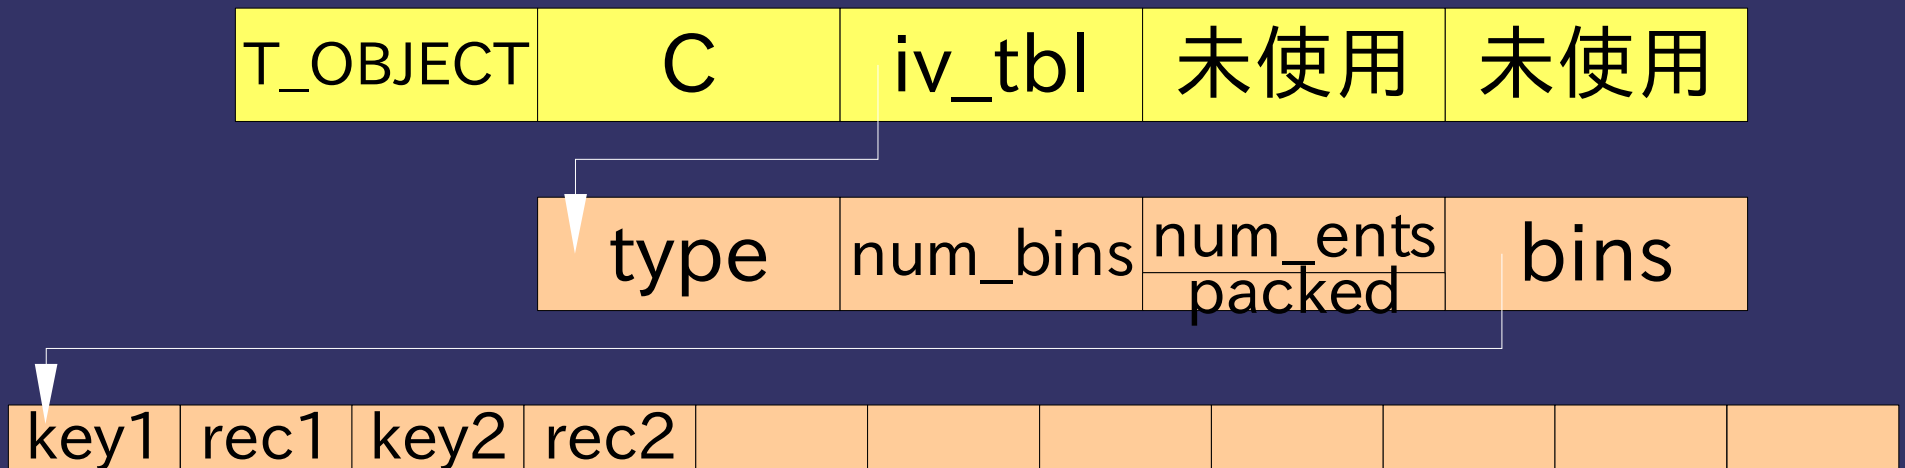 T_OBJECT C iv_tbl 未使用 未使用
type num_bins num_ents bins
packed
key1 rec1 key2 rec2